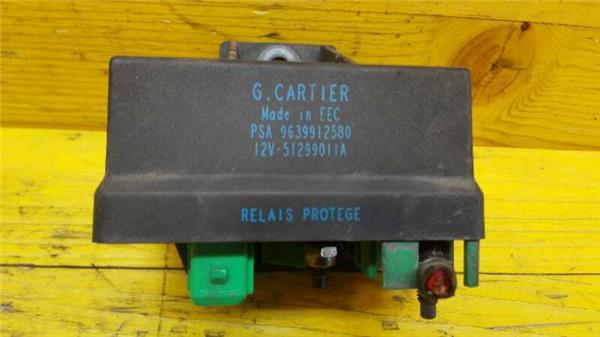 G.CARTIER
Made in EEC
PSA 9639912580
12V-51299011A
RELAIS PROTEGE